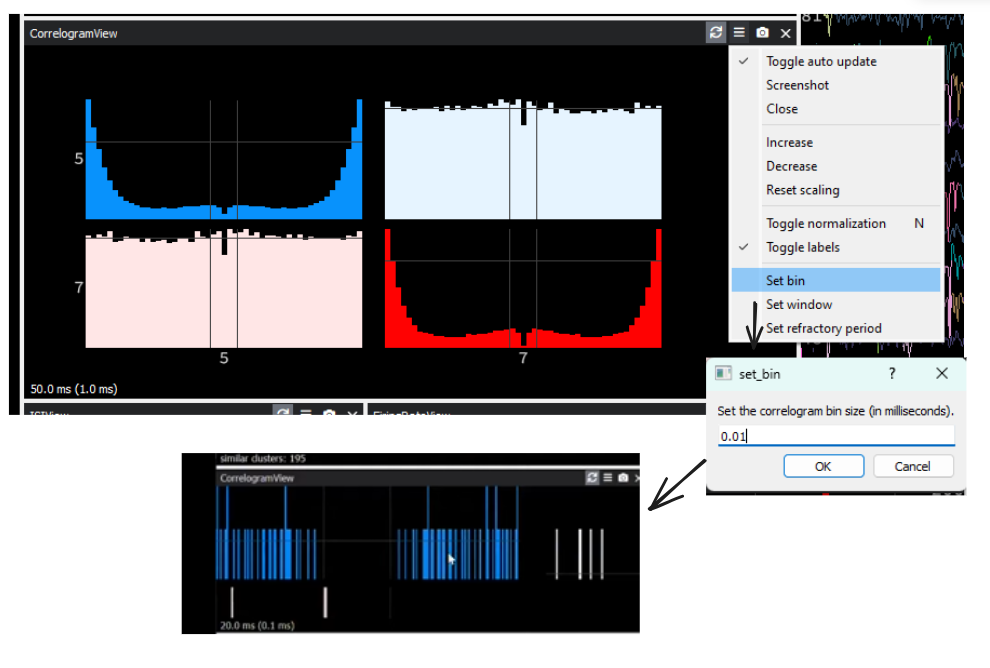 CorrelogramView
81
Toggle auto update
Screenshot
Close
Increase
Decrease
Reset scaling
Toggle normalization N
Toggle labels
Set bin
Set window
Set refractory period
5
7
5
7
50.0 ms (1.0 ms)
set_bin ?
Set the correlogram bin size (in milliseconds).
0.01
OK Cancel
similar clusters: 195
CorrelogramView
20.0 ms (0.1 ms)